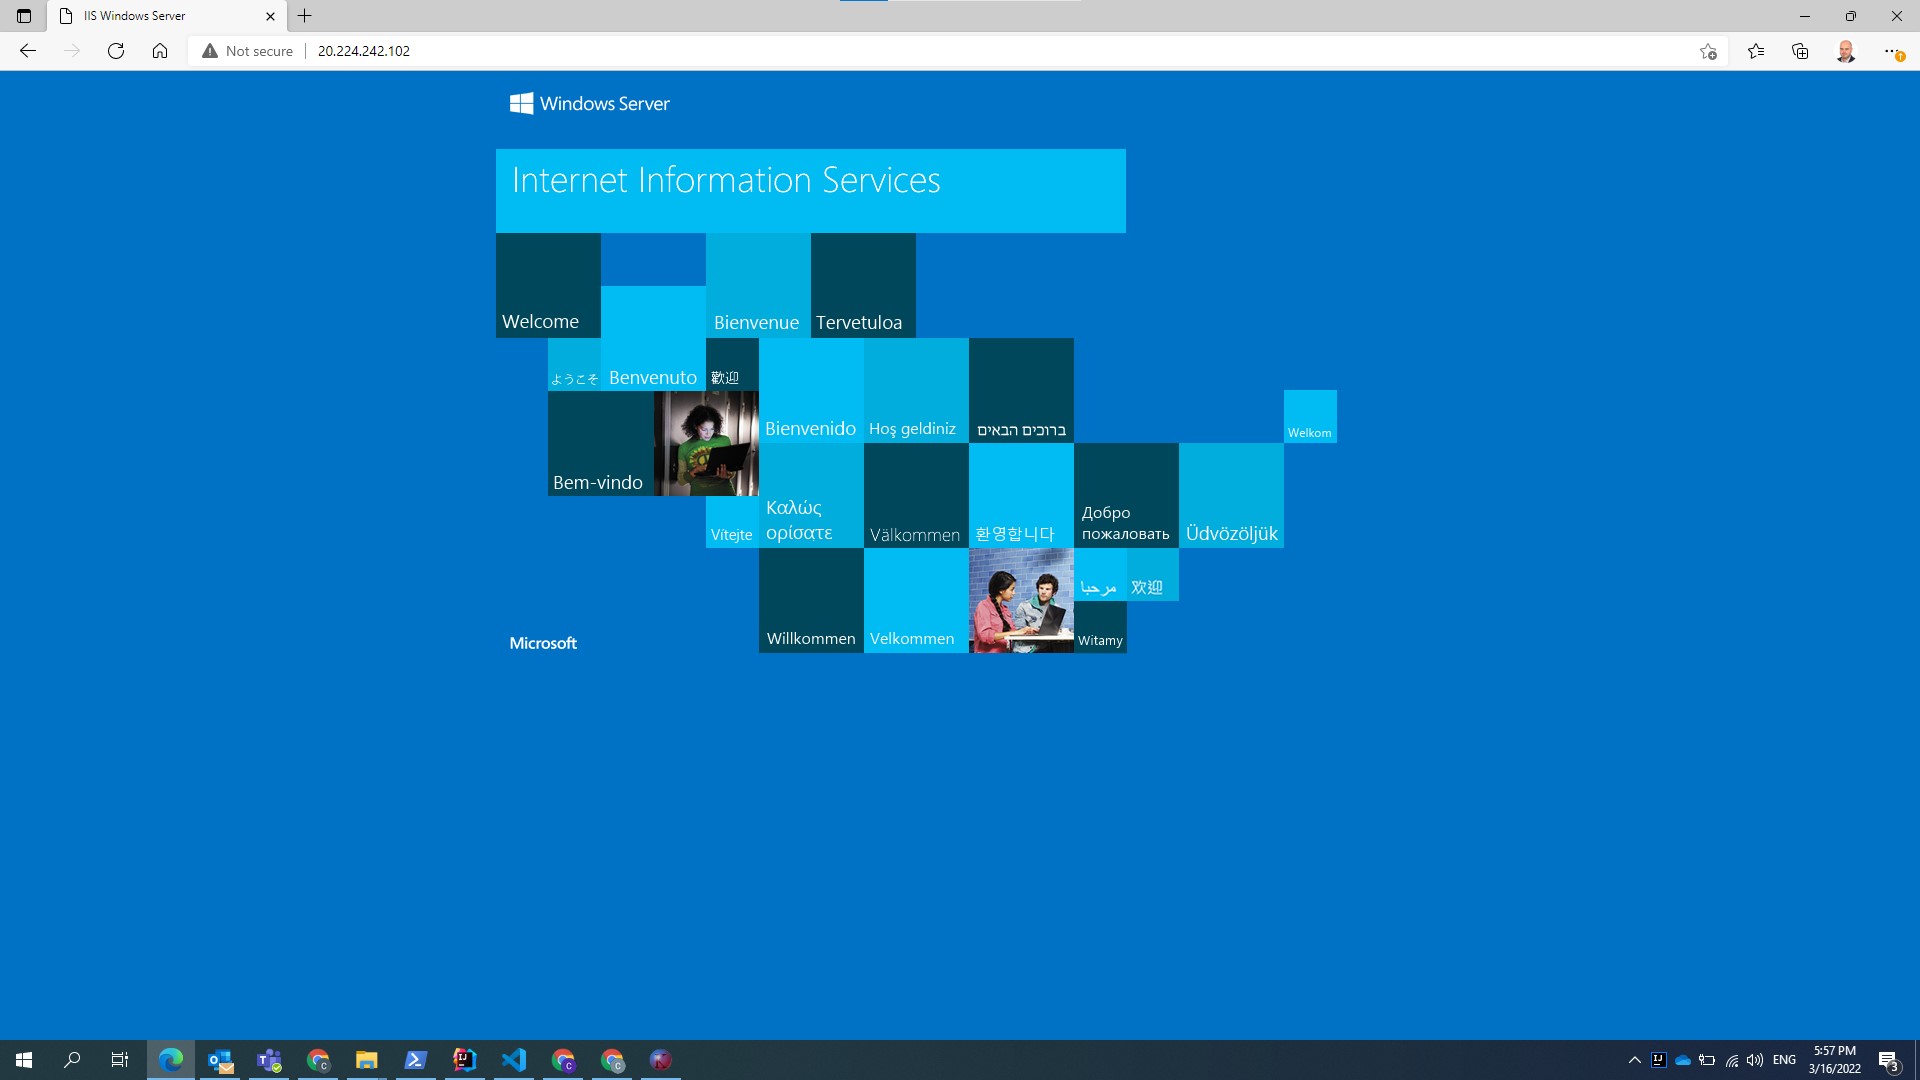 IIS Windows Server
Not secure
20.224.242.102
Windows Server
Internet Information Services
Welcome
Bienvenue
Tervetuloa
ようこそ
Benvenuto
歡迎
Bienvenido
Hoş geldiniz
ברוכים הבאים
Welkom
Bem-vindo
Vítejte
Καλώς
ορίσατε
Välkommen
환영합니다
Добро
пожаловать
Üdvözöljük
Willkommen
Velkommen
مرحبا
欢迎
Witamy
Microsoft
ENG
5:57 PM
3/16/2022
3